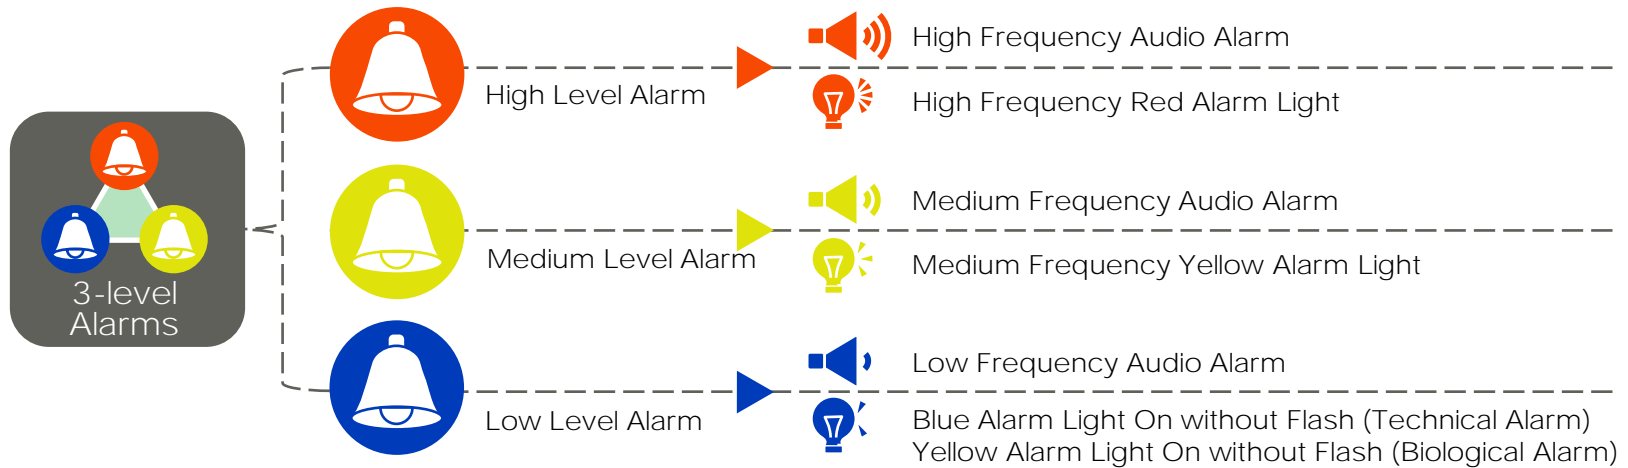 3-level
Alarms
High Level Alarm
High Frequency Audio Alarm
High Frequency Red Alarm Light
Medium Level Alarm
Medium Frequency Audio Alarm
Medium Frequency Yellow Alarm Light
Low Level Alarm
Low Frequency Audio Alarm
Blue Alarm Light On without Flash (Technical Alarm)
Yellow Alarm Light On without Flash (Biological Alarm)